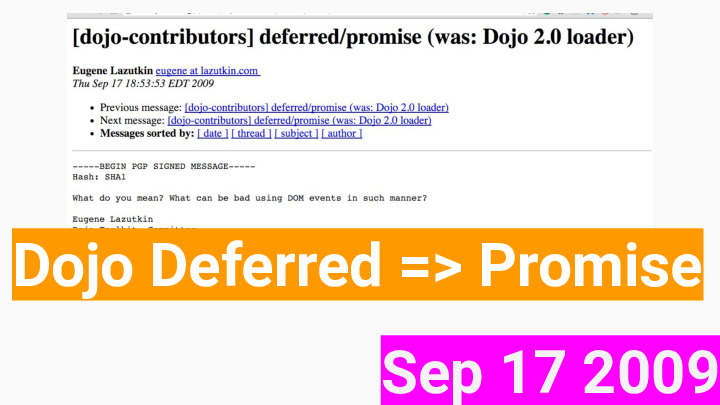 [dojo-contributors] deferred/promise (was: Dojo 2.0 loader)
Eugene Lazutkin eugene at lazutkin.com
Thu Sep 17 18:53:53 EDT 2009
• Previous message: [dojo-contributors] deferred/promise (was: Dojo 2.0 loader)
• Next message: [dojo-contributors] deferred/promise (was: Dojo 2.0 loader)
• Messages sorted by: [ date ] [ thread ] [ subject ] [ author ]
-----BEGIN PGP SIGNED MESSAGE-----
Hash: SHA1
What do you mean? What can be bad using DOM events in such manner?
Eugene Lazutkin
Dojo Deferred => Promise
Sep 17 2009